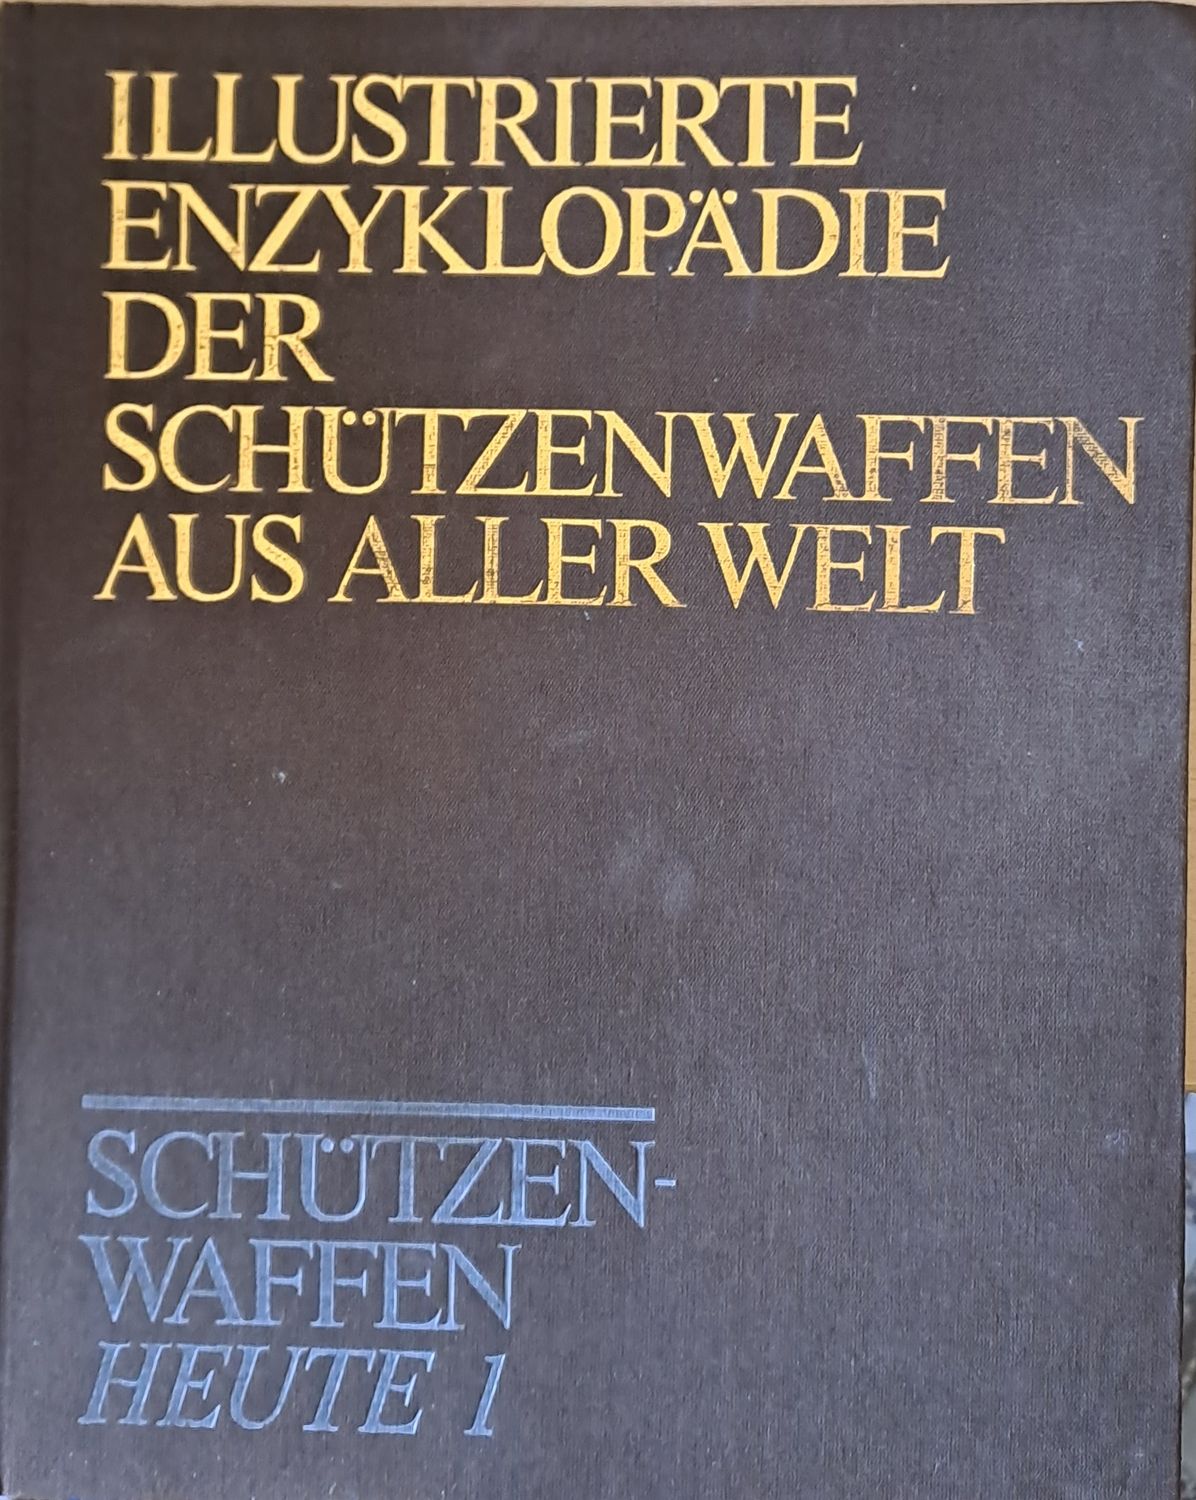 ILLUSTRIERTE
ENZYKLOPÄDIE
DER
SCHÜTZENWAFFEN
AUS ALLER WELT
SCHÜTZEN-
WAFFEN
HEUTE 1